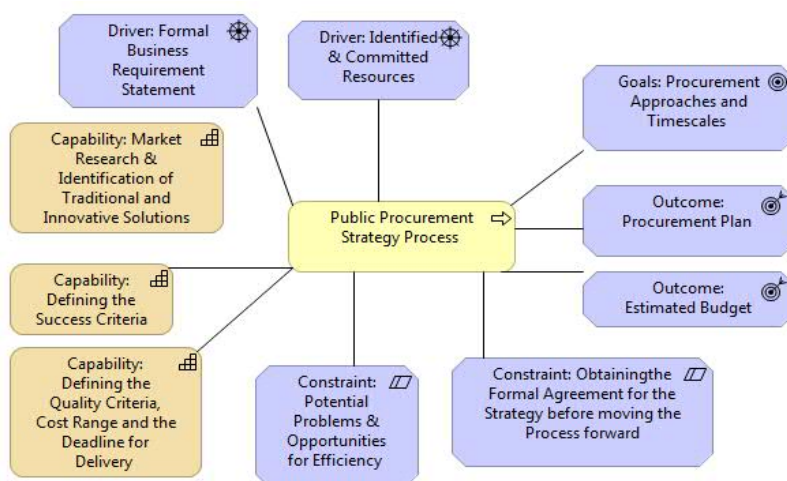 Driver: Formal
Business
Requirement
Statement
Driver: Identified
& Committed
Resources
Goals: Procurement
Approaches and
Timescales
Capability: Market
Research &
Identification of
Traditional and
Innovative Solutions
Public Procurement
Strategy Process
Outcome:
Procurement Plan
Capability:
Defining the
Success Criteria
Outcome:
Estimated Budget
Capability:
Defining the
Quality Criteria,
Cost Range and the
Deadline for
Delivery
Constraint:
Potential
Problems &
Opportunities
for Efficiency
Constraint: Obtainingthe
Formal Agreement for the
Strategy before moving the
Process forward